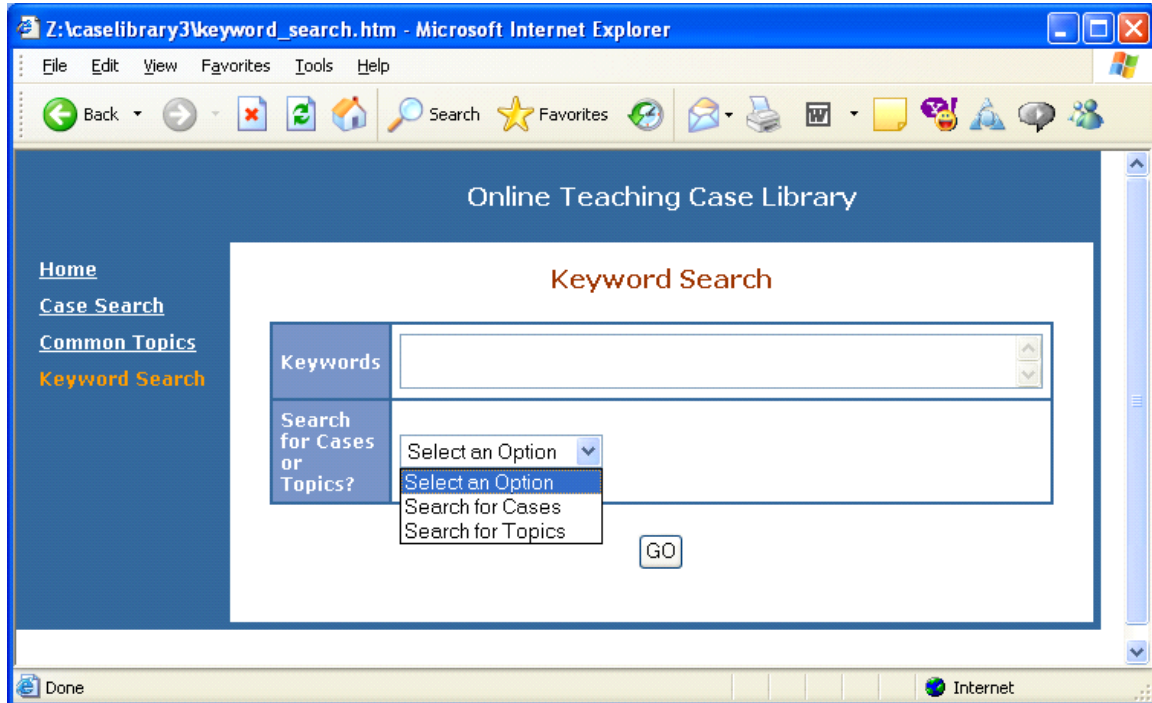 Z:\caselibrary3\keyword_search.htm - Microsoft Internet Explorer
File Edit View Favorites Tools Help
Back Search Favorites W
Online Teaching Case Library
Home
Case Search
Common Topics
Keyword Search
Keyword Search
Keywords
Search
for Cases
or
Topics?
Select an Option
Select an Option
Search for Cases
Search for Topics
GO
Done Internet